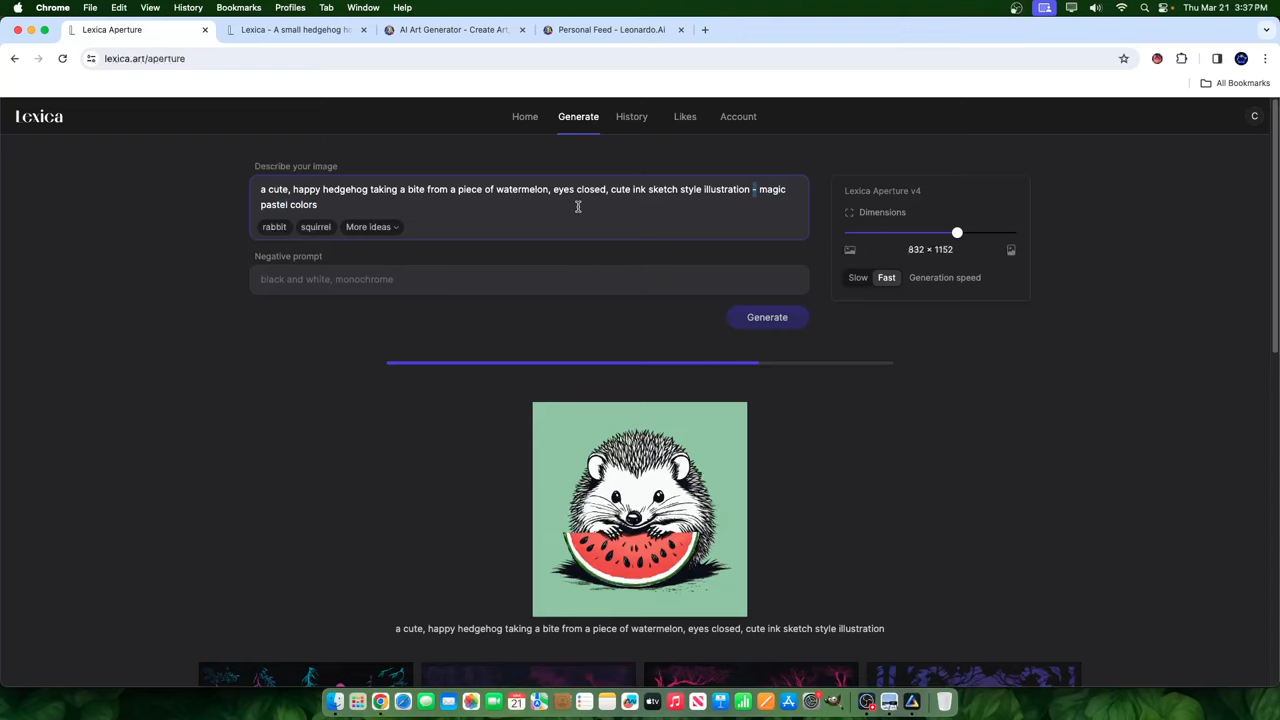 Chrome File Edit View History Bookmarks Profiles Tab Window Help
Thu Mar 21 3:37PM
Lexica Aperture
Lexica - A small hedgehog ho
AI Art Generator - Create Art,
Personal Feed - Leonardo.Ai
lexica.art/aperture
All Bookmarks
Lexica
Home Generate History Likes Account
C
Describe your image
a cute, happy hedgehog taking a bite from a piece of watermelon, eyes closed, cute ink sketch style illustration - magic
pastel colors
rabbit squirrel More ideas
Negative prompt
black and white, monochrome
Generate
Lexica Aperture v4
Dimensions
832 × 1152
Slow Fast Generation speed
a cute, happy hedgehog taking a bite from a piece of watermelon, eyes closed, cute ink sketch style illustration
21